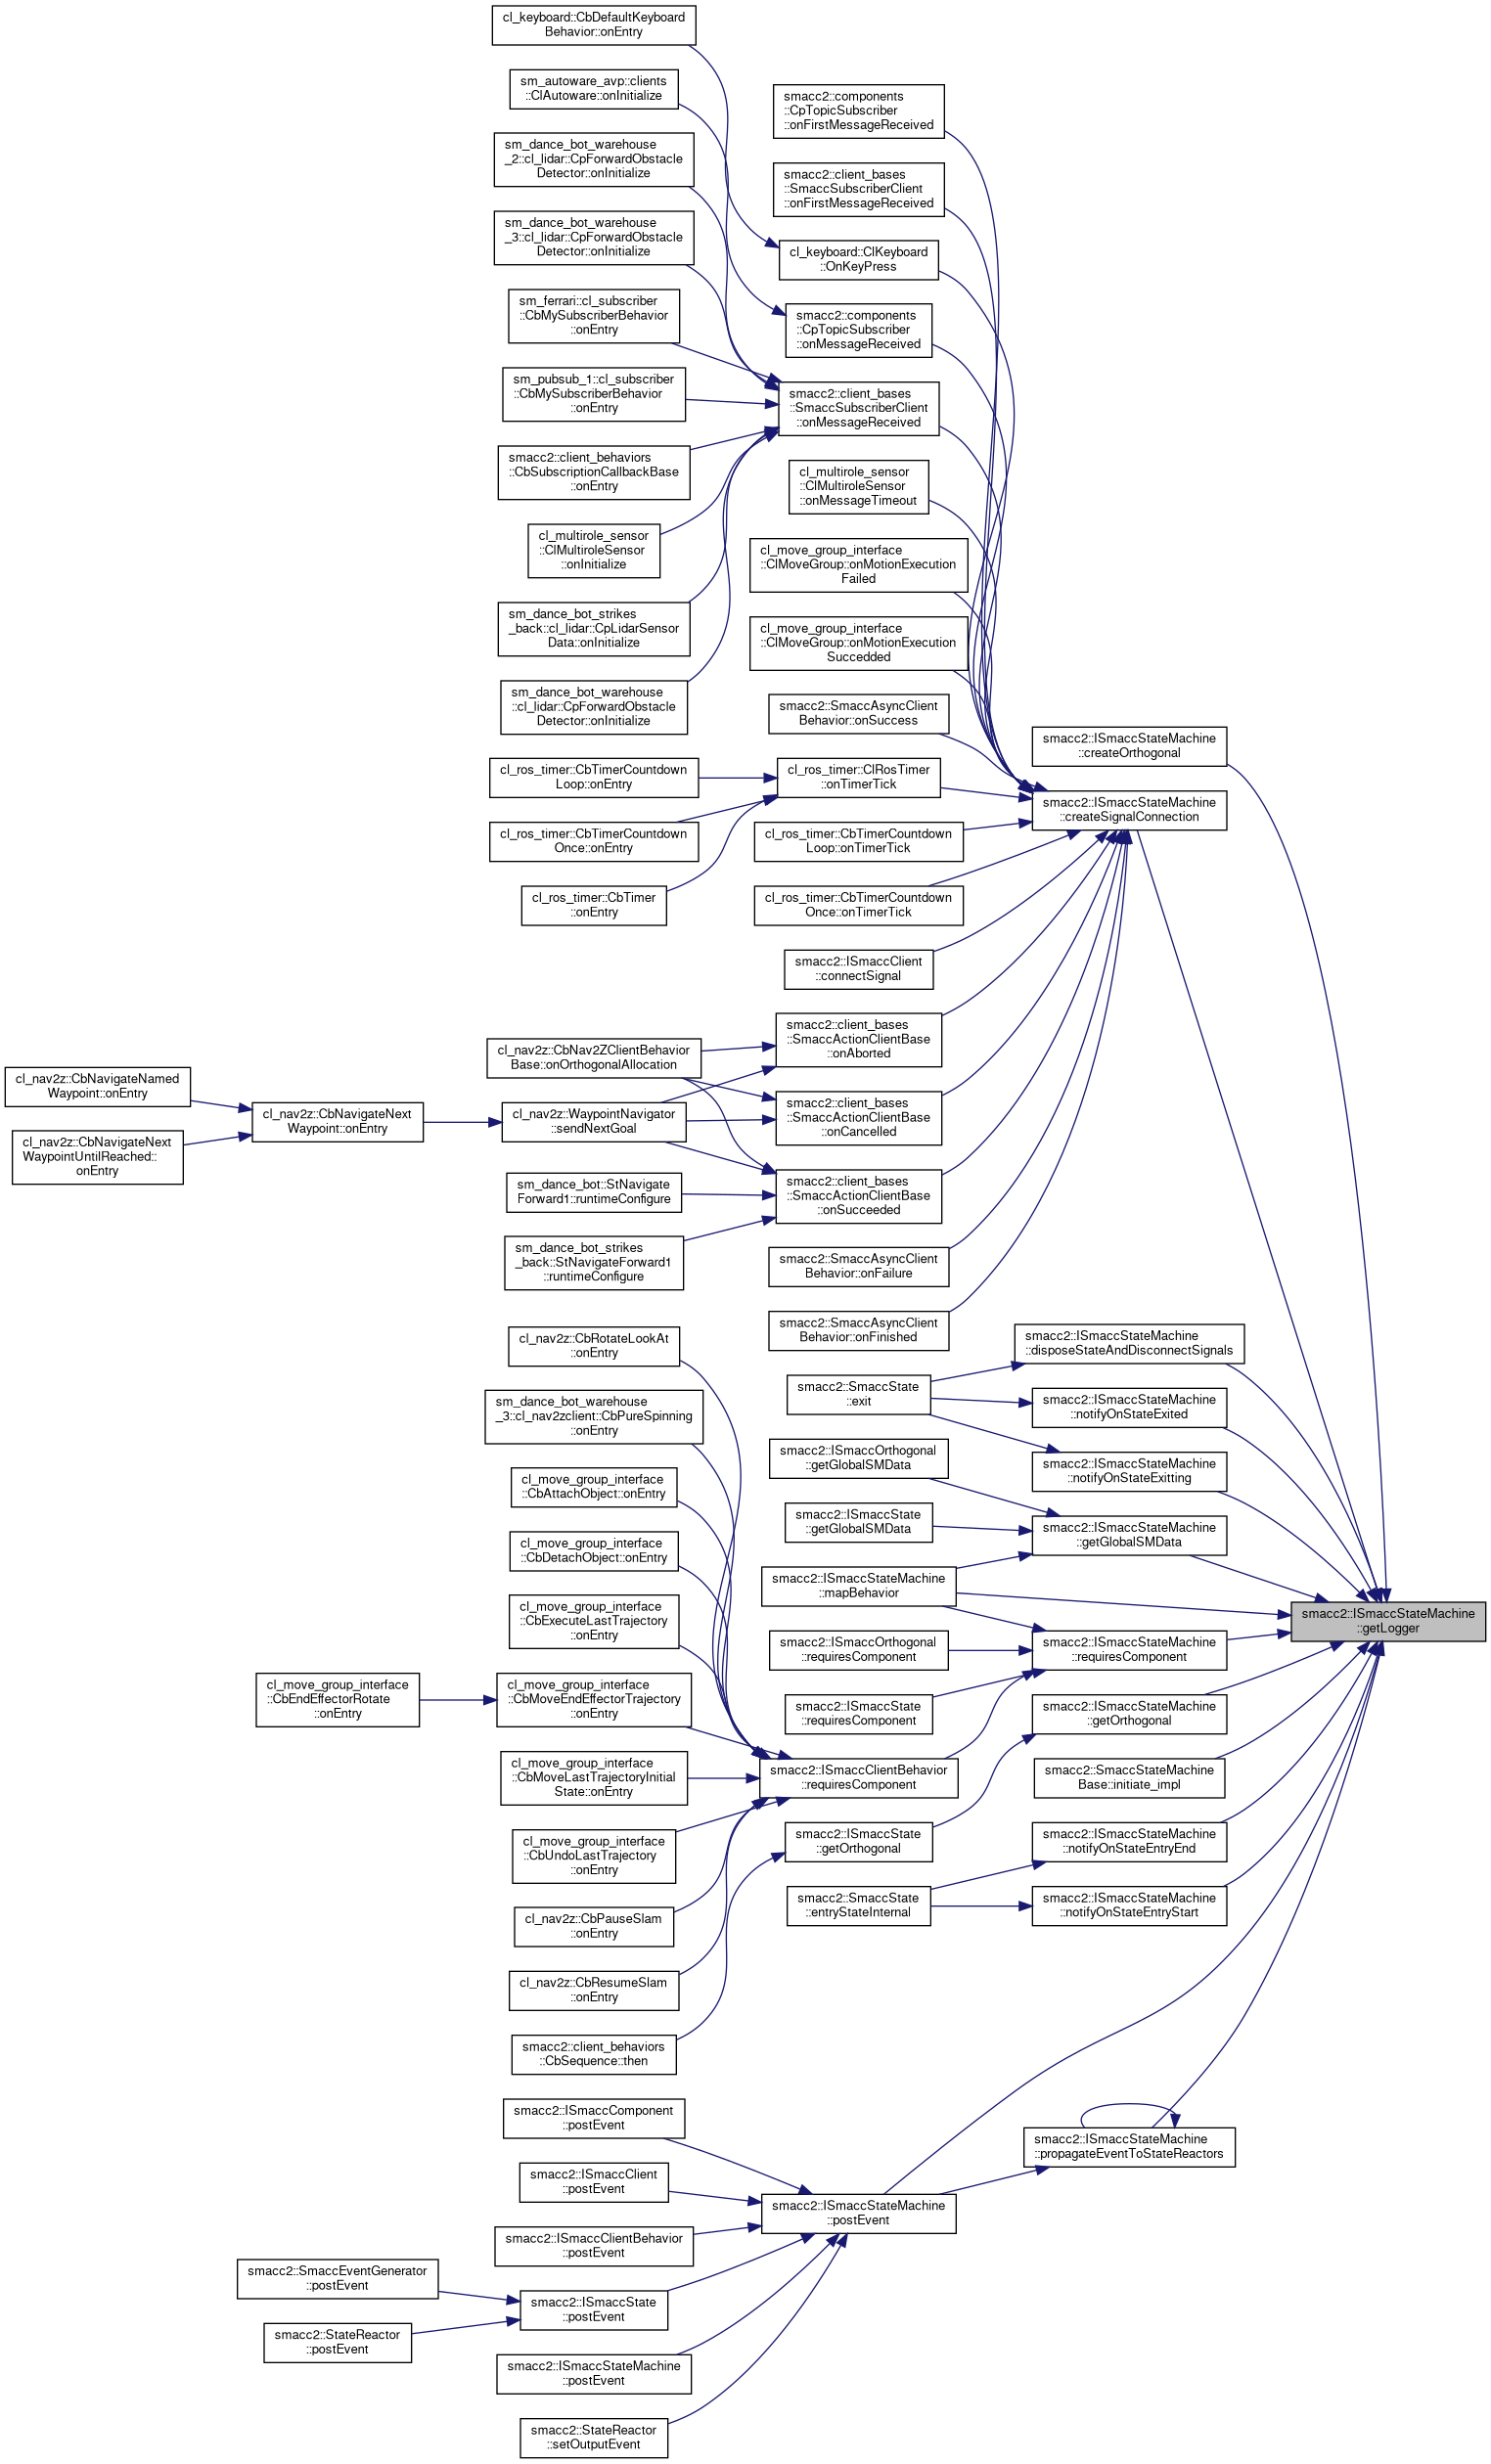 cl_keyboard::CbDefaultKeyboard
Behavior::onEntry
sm_autoware_avp::clients
::ClAutoware::onInitialize
sm_dance_bot_warehouse
_2::cl_lidar::CpForwardObstacle
Detector::onInitialize
sm_dance_bot_warehouse
_3::cl_lidar::CpForwardObstacle
Detector::onInitialize
sm_ferrari::cl_subscriber
::CbMySubscriberBehavior
::onEntry
sm_pubsub_1::cl_subscriber
::CbMySubscriberBehavior
::onEntry
smacc2::client_behaviors
::CbSubscriptionCallbackBase
::onEntry
cl_multirole_sensor
::ClMultiroleSensor
::onInitialize
sm_dance_bot_strikes
_back::cl_lidar::CpLidarSensor
Data::onInitialize
sm_dance_bot_warehouse
::cl_lidar::CpForwardObstacle
Detector::onInitialize
cl_ros_timer::CbTimerCountdown
Loop::onEntry
cl_ros_timer::CbTimerCountdown
Once::onEntry
cl_ros_timer::CbTimer
::onEntry
smacc2::components
::CpTopicSubscriber
::onFirstMessageReceived
smacc2::client_bases
::SmaccSubscriberClient
::onFirstMessageReceived
cl_keyboard::ClKeyboard
::OnKeyPress
smacc2::components
::CpTopicSubscriber
::onMessageReceived
smacc2::client_bases
::SmaccSubscriberClient
::onMessageReceived
cl_multirole_sensor
::ClMultiroleSensor
::onMessageTimeout
cl_move_group_interface
::ClMoveGroup::onMotionExecution
Failed
cl_move_group_interface
::ClMoveGroup::onMotionExecution
Succedded
smacc2::SmaccAsyncClient
Behavior::onSuccess
cl_ros_timer::ClRosTimer
::onTimerTick
cl_ros_timer::CbTimerCountdown
Loop::onTimerTick
cl_ros_timer::CbTimerCountdown
Once::onTimerTick
smacc2::ISmaccClient
::connectSignal
smacc2::client_bases
::SmaccActionClientBase
::onAborted
smacc2::client_bases
::SmaccActionClientBase
::onCancelled
smacc2::client_bases
::SmaccActionClientBase
::onSucceeded
smacc2::SmaccAsyncClient
Behavior::onFailure
smacc2::SmaccAsyncClient
Behavior::onFinished
smacc2::ISmaccStateMachine
::createOrthogonal
smacc2::ISmaccStateMachine
::createSignalConnection
cl_nav2z::CbNavigateNamed
Waypoint::onEntry
cl_nav2z::CbNavigateNext
WaypointUntilReached::
onEntry
cl_nav2z::CbNavigateNext
Waypoint::onEntry
cl_nav2z::CbNav2ZClientBehavior
Base::onOrthogonalAllocation
cl_nav2z::WaypointNavigator
::sendNextGoal
sm_dance_bot::StNavigate
Forward1::runtimeConfigure
sm_dance_bot_strikes
_back::StNavigateForward1
::runtimeConfigure
cl_nav2z::CbRotateLookAt
::onEntry
sm_dance_bot_warehouse
_3::cl_nav2zclient::CbPureSpinning
::onEntry
cl_move_group_interface
::CbAttachObject::onEntry
cl_move_group_interface
::CbDetachObject::onEntry
cl_move_group_interface
::CbExecuteLastTrajectory
::onEntry
cl_move_group_interface
::CbEndEffectorRotate
::onEntry
cl_move_group_interface
::CbMoveEndEffectorTrajectory
::onEntry
cl_move_group_interface
::CbMoveLastTrajectoryInitial
State::onEntry
cl_move_group_interface
::CbUndoLastTrajectory
::onEntry
cl_nav2z::CbPauseSlam
::onEntry
cl_nav2z::CbResumeSlam
::onEntry
smacc2::client_behaviors
::CbSequence::then
smacc2::SmaccState
::exit
smacc2::ISmaccOrthogonal
::getGlobalSMData
smacc2::ISmaccState
::getGlobalSMData
smacc2::ISmaccStateMachine
::mapBehavior
smacc2::ISmaccOrthogonal
::requiresComponent
smacc2::ISmaccState
::requiresComponent
smacc2::ISmaccClientBehavior
::requiresComponent
smacc2::ISmaccState
::getOrthogonal
smacc2::SmaccState
::entryStateInternal
smacc2::ISmaccStateMachine
::disposeStateAndDisconnectSignals
smacc2::ISmaccStateMachine
::notifyOnStateExited
smacc2::ISmaccStateMachine
::notifyOnStateExitting
smacc2::ISmaccStateMachine
::getGlobalSMData
smacc2::ISmaccStateMachine
::requiresComponent
smacc2::ISmaccStateMachine
::getOrthogonal
smacc2::SmaccStateMachine
Base::initiate_impl
smacc2::ISmaccStateMachine
::notifyOnStateEntryEnd
smacc2::ISmaccStateMachine
::notifyOnStateEntryStart
smacc2::ISmaccStateMachine
::getLogger
smacc2::ISmaccStateMachine
::propagateEventToStateReactors
smacc2::ISmaccStateMachine
::postEvent
smacc2::ISmaccComponent
::postEvent
smacc2::ISmaccClient
::postEvent
smacc2::ISmaccClientBehavior
::postEvent
smacc2::ISmaccState
::postEvent
smacc2::SmaccEventGenerator
::postEvent
smacc2::StateReactor
::postEvent
smacc2::ISmaccStateMachine
::postEvent
smacc2::StateReactor
::setOutputEvent